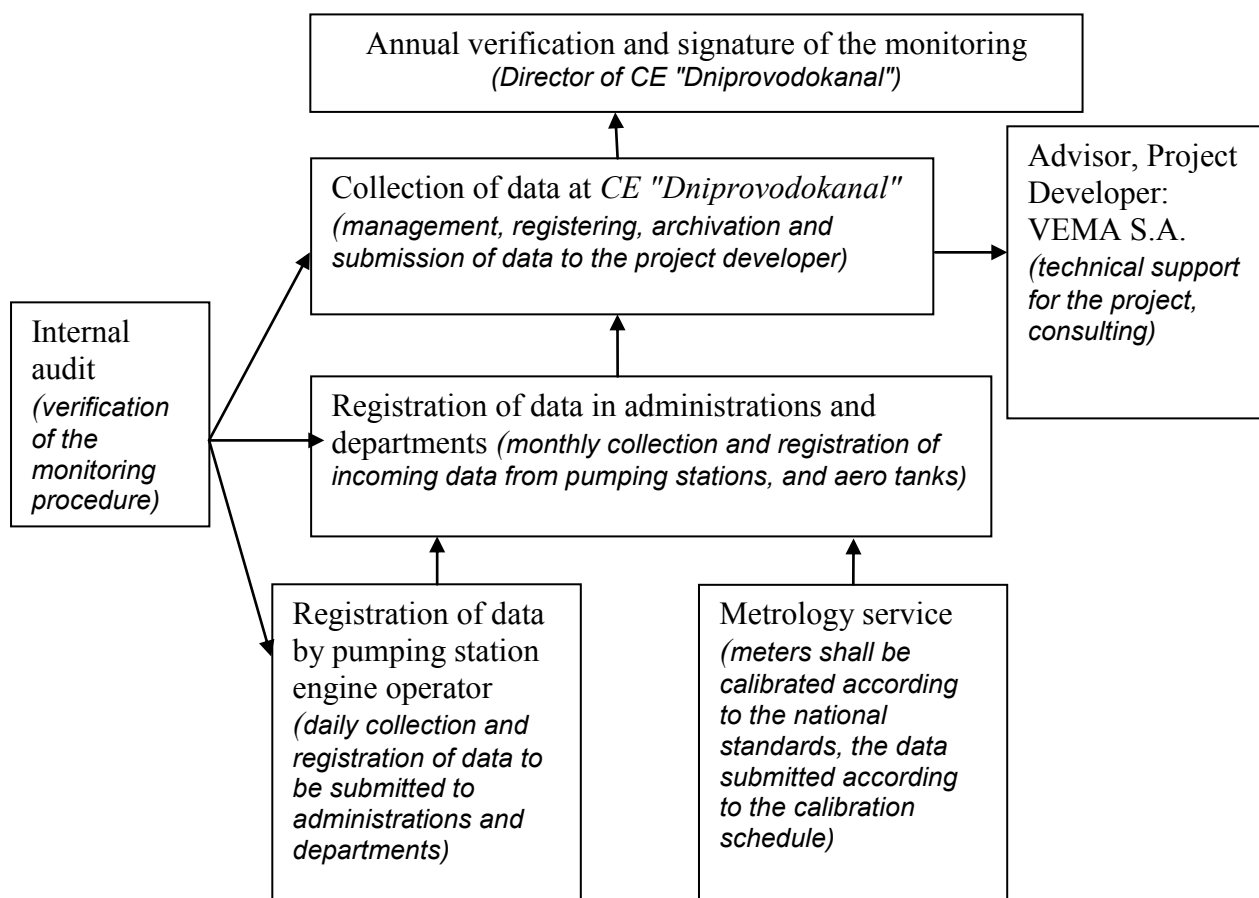 Annual verification and signature of the monitoring
(Director of CE "Dniprovodokanal")
Collection of data at CE "Dniprovodokanal"
(management, registering, archivation and
submission of data to the project developer)
Advisor, Project
Developer:
VEMA S.A.
(technical support
for the project,
consulting)
Internal
audit
(verification
of the
monitoring
procedure)
Registration of data in administrations and
departments (monthly collection and registration of
incoming data from pumping stations, and aero tanks)
Registration of data
by pumping station
engine operator
(daily collection and
registration of data to
be submitted to
administrations and
departments)
Metrology service
(meters shall be
calibrated according
to the national
standards, the data
submitted according
to the calibration
schedule)